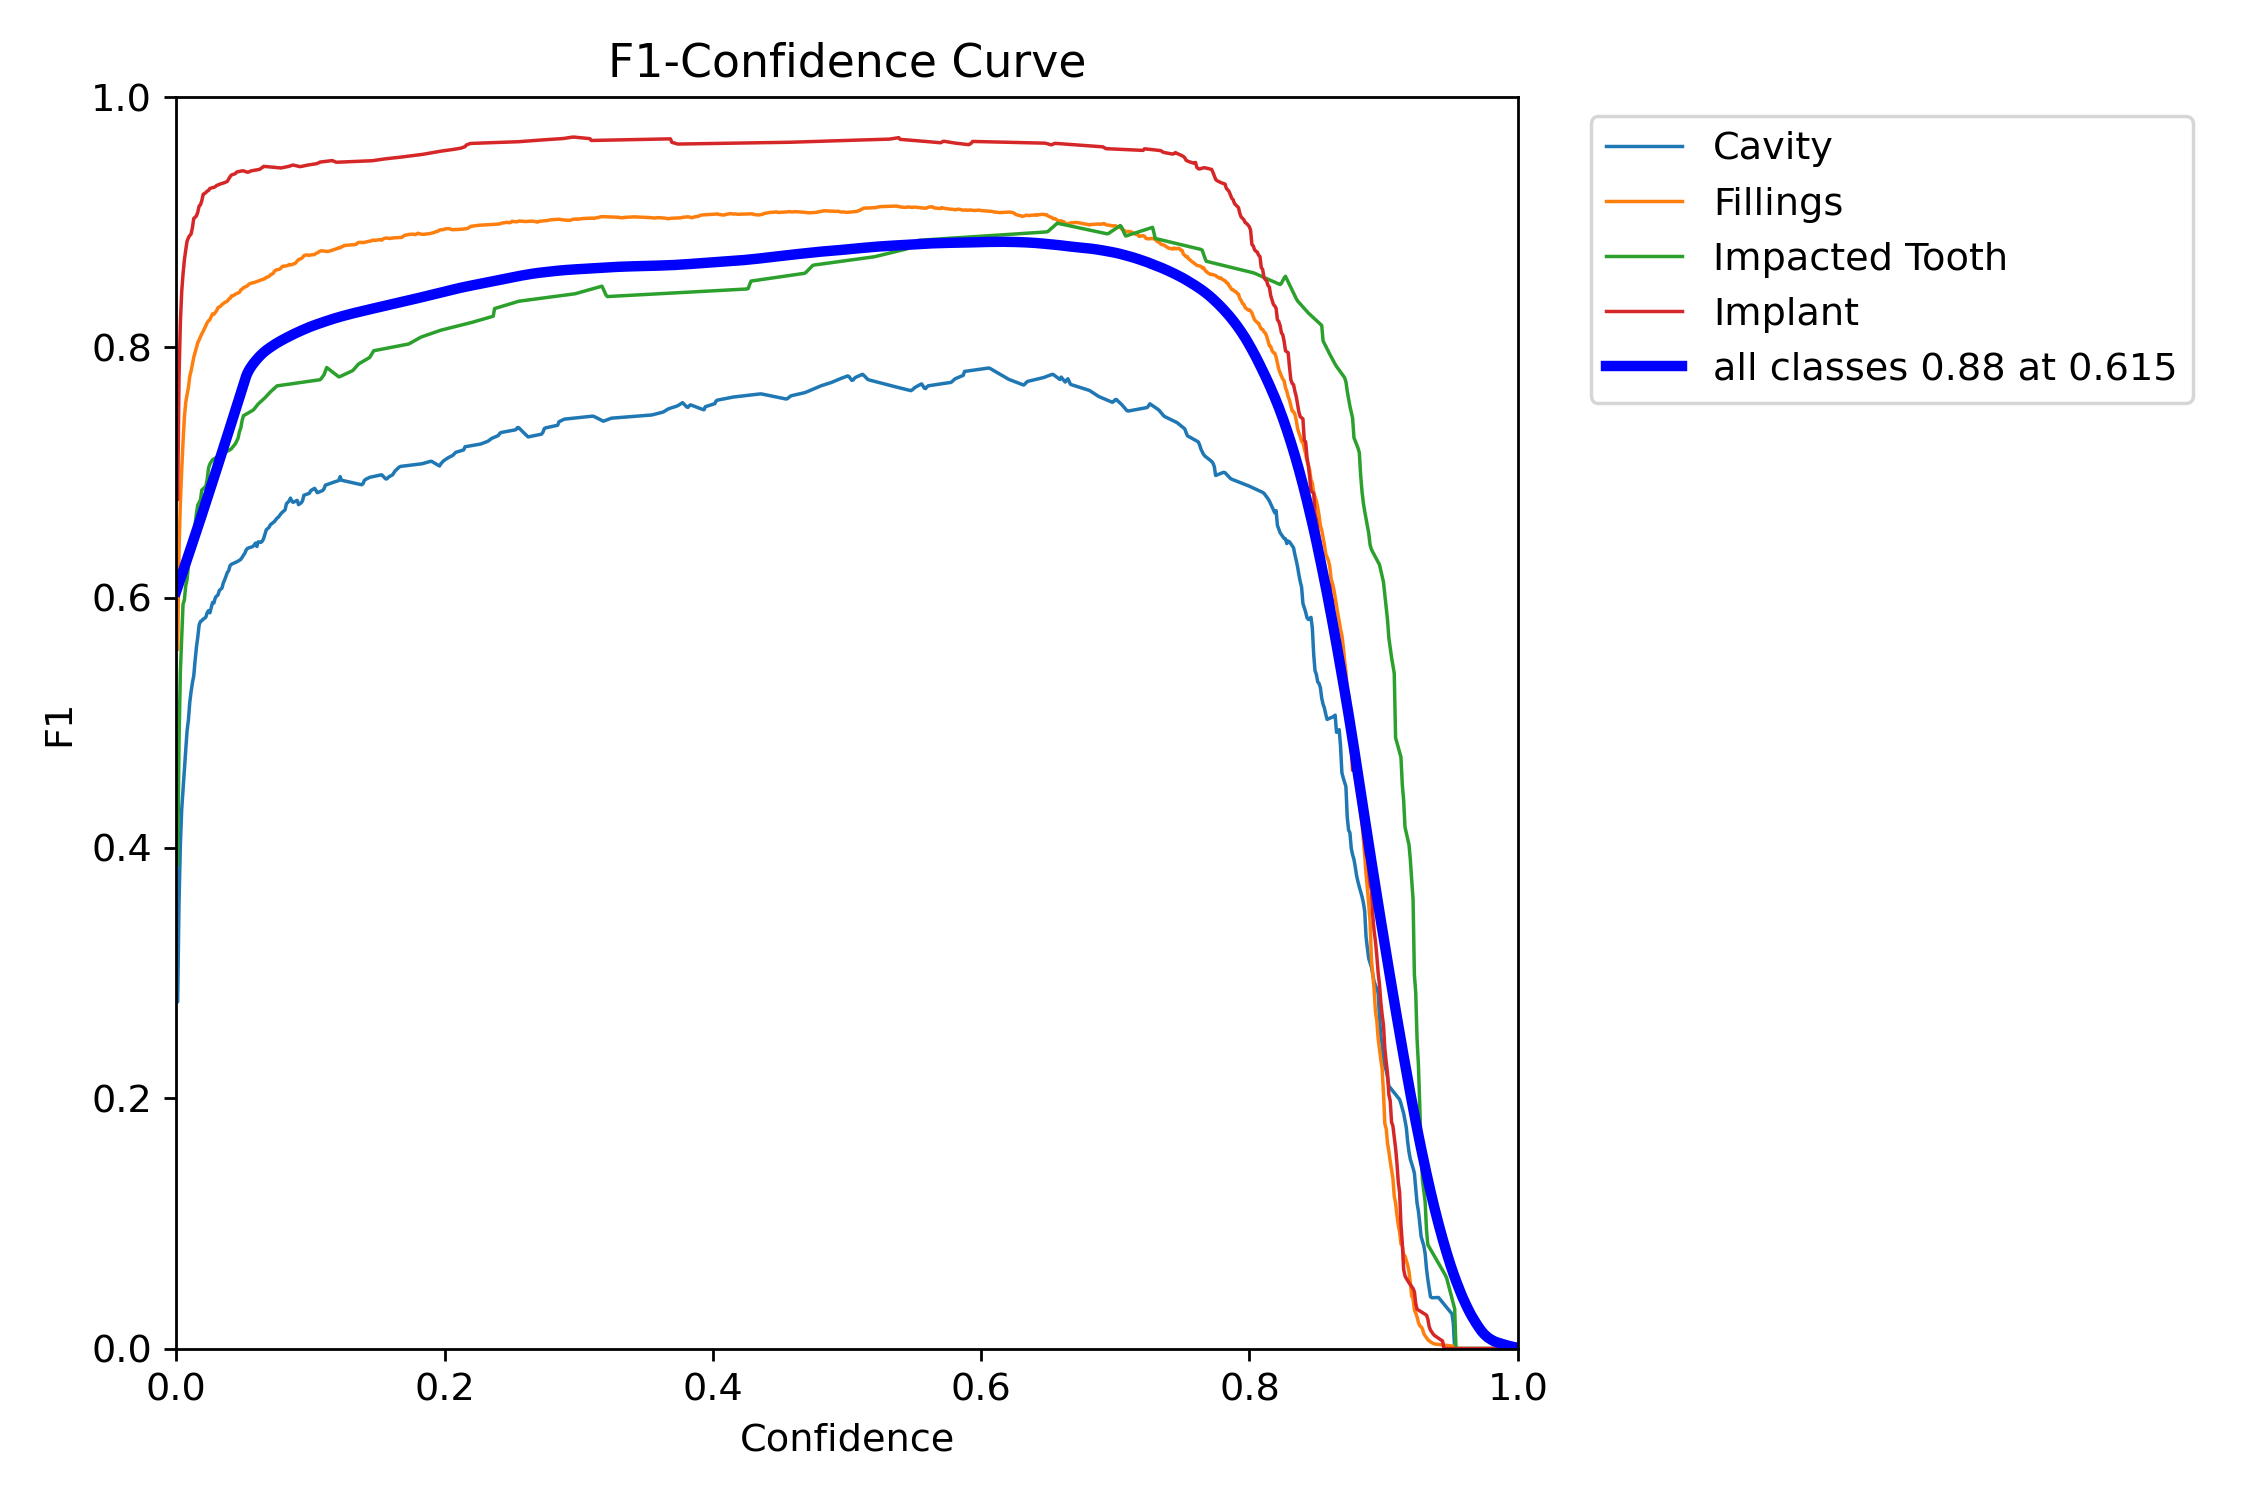 F1-Confidence Curve
1.0
0.8
0.6
0.4
0.2
0.0
F1
0.0 0.2 0.4 0.6 0.8 1.0
Confidence
Cavity
Fillings
Impacted Tooth
Implant
all classes 0.88 at 0.615